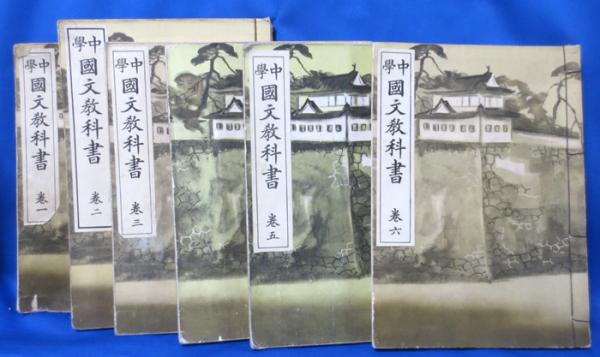 中學
國文教科書
卷一
中學
國文教科書
卷二
中學
國文教科書
卷三
中學
國文教科書
卷五
中學
國文教科書
卷六